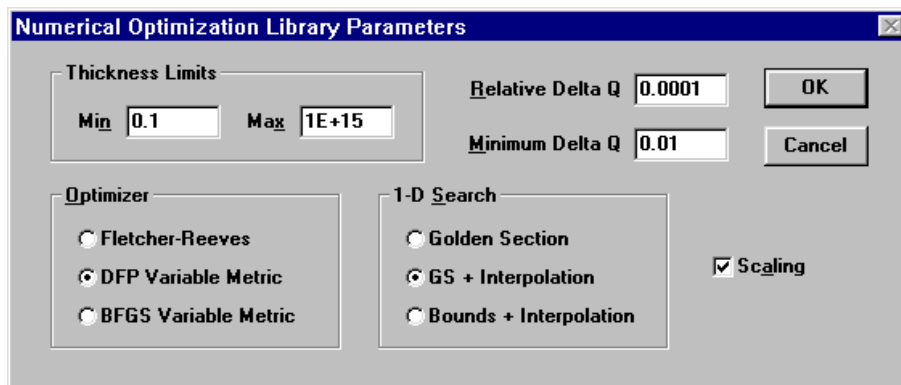 Numerical Optimization Library Parameters
Thickness Limits
Min 0.1 Max 1E+15
Relative Delta Q 0.0001
Minimum Delta Q 0.01
OK
Cancel
Optimizer
Fletcher-Reeves
DFP Variable Metric
BFGS Variable Metric
1-D Search
Golden Section
GS + Interpolation
Bounds + Interpolation
Scaling